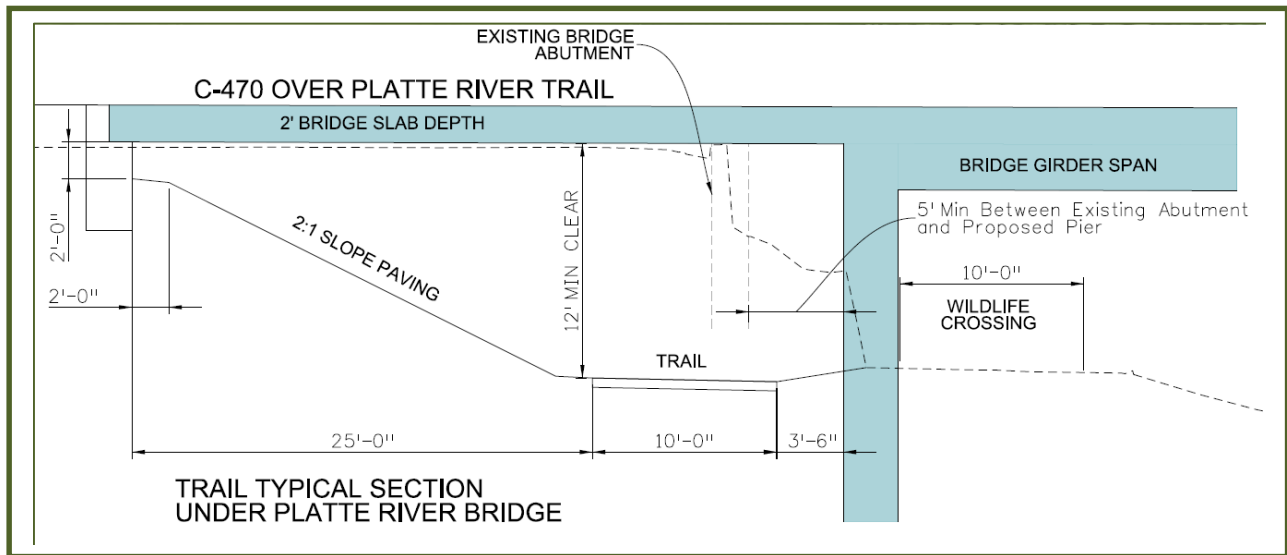 EXISTING BRIDGE
ABUTMENT
C-470 OVER PLATTE RIVER TRAIL
2' BRIDGE SLAB DEPTH
BRIDGE GIRDER SPAN
5' Min Between Existing Abutment
and Proposed Pier
2'-0"
2'-0"
2:1 SLOPE PAVING
12' MIN CLEAR
10'-0"
WILDLIFE
CROSSING
TRAIL
25'-0"
10'-0"
3'-6"
TRAIL TYPICAL SECTION
UNDER PLATTE RIVER BRIDGE